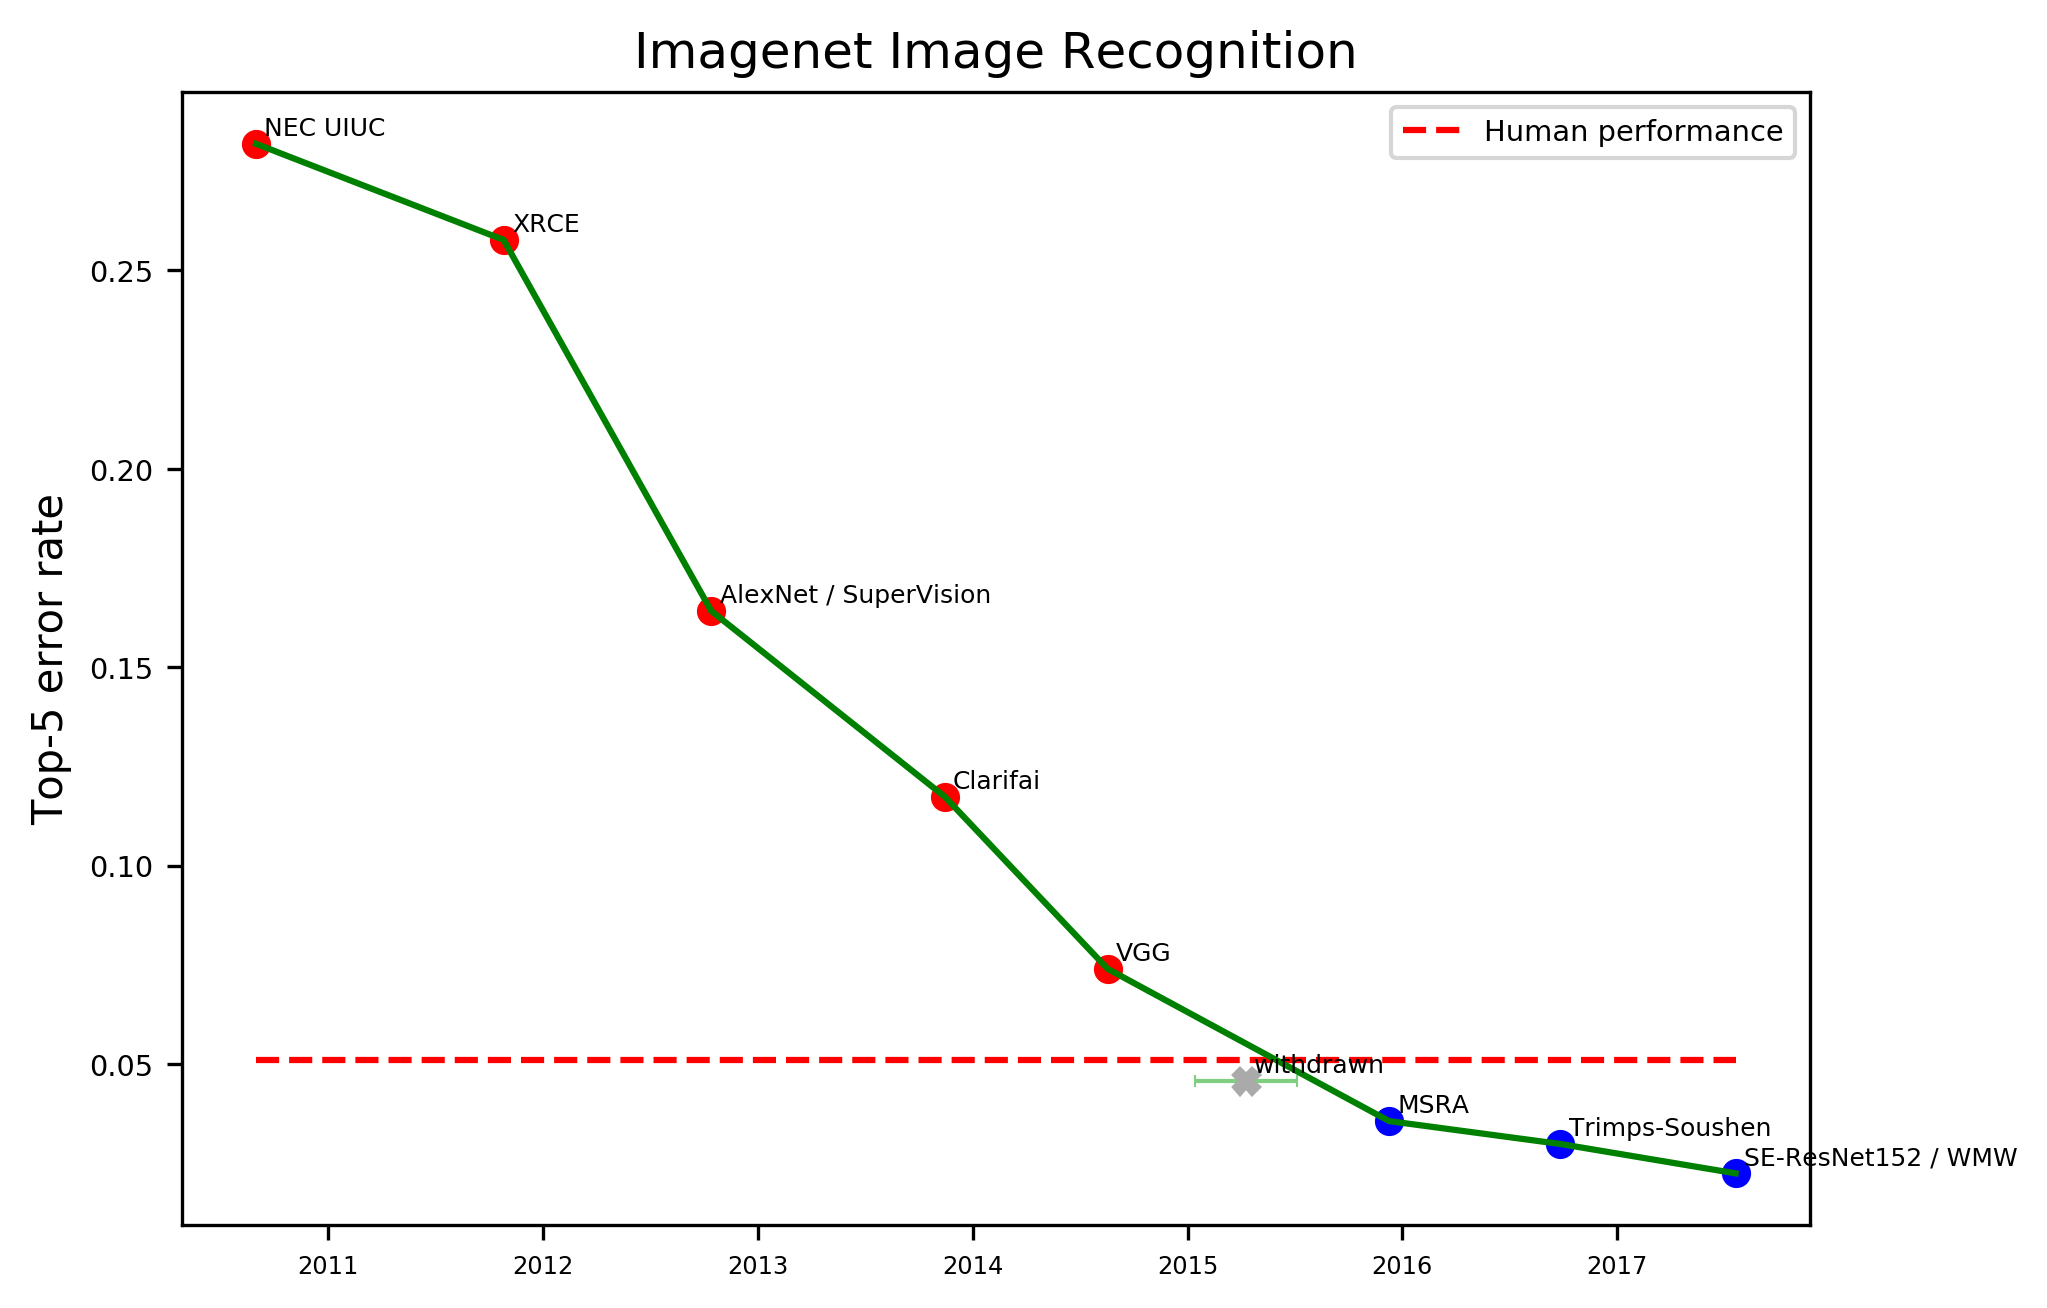 Imagenet Image Recognition
Human performance
NEC UIUC
XRCE
0.25
0.20
AlexNet / SuperVision
0.15
Clarifai
0.10
VGG
0.05
withdrawn
MSRA
Trimps-Soushen
SE-ResNet152 / WMW
Top-5 error rate
2011 2012 2013 2014 2015 2016 2017